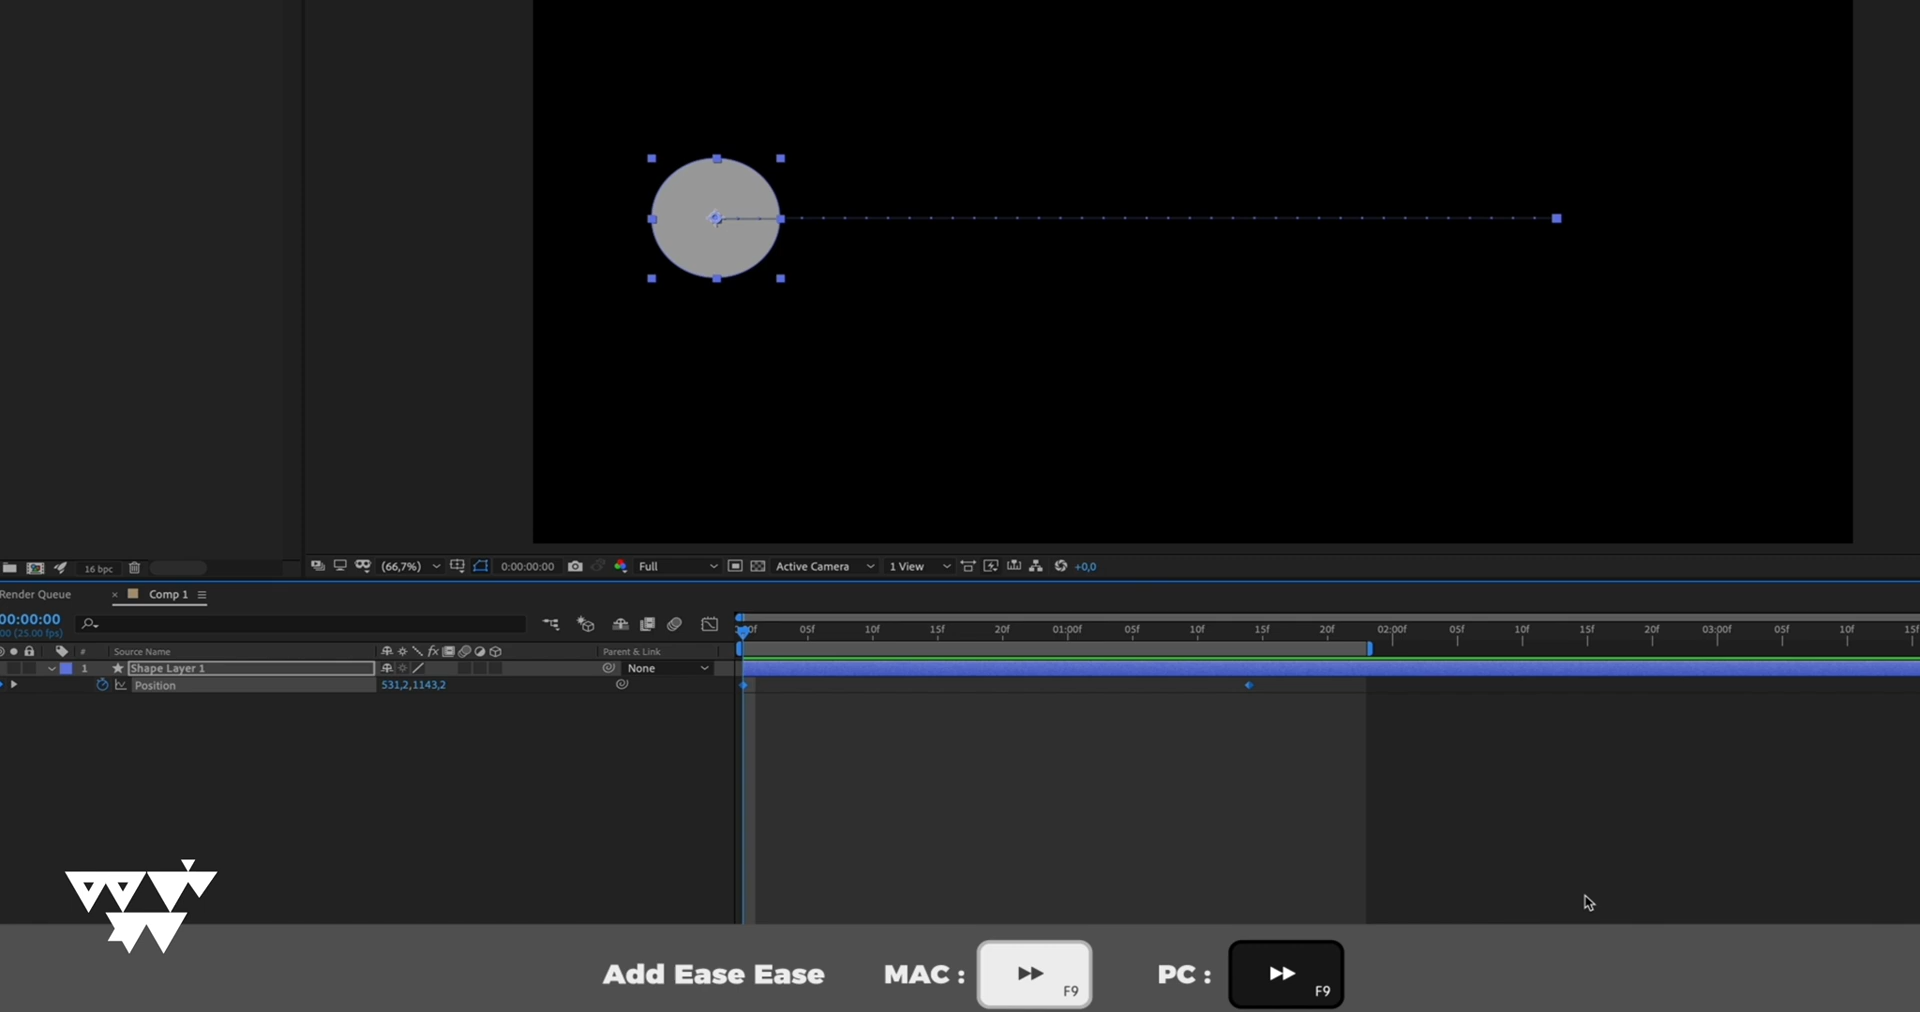 16 bpc
(66,7%)
0:00:00:00
Full
Active Camera
1 View
+0,0
Render Queue
× Comp 1
00:00:00
00 (25.00 fps)
05f 10f 15f 20f 01:00f 05f 10f 15f 20f 02:00f 05f 10f 15f 20f 03:00f 05f 10f 15f
# Source Name
fx
Parent & Link
1 Shape Layer 1
None
Position
531,2,1143,2
Add Ease Ease MAC : F9 PC : F9